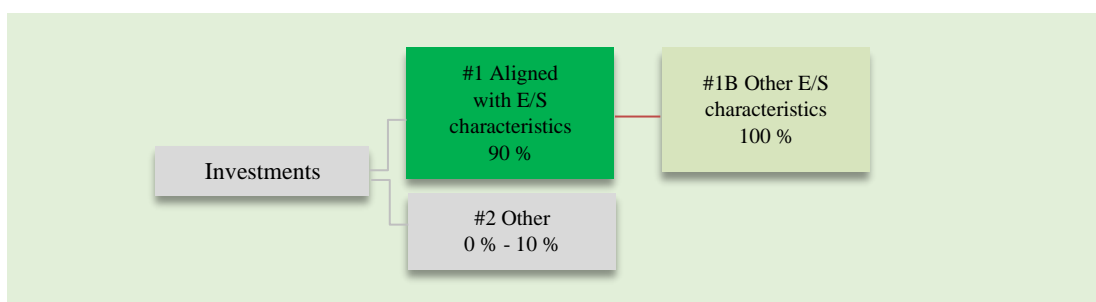 #1 Aligned
with E/S
characteristics
90 %
#1B Other E/S
characteristics
100 %
Investments
#2 Other
0 % - 10 %